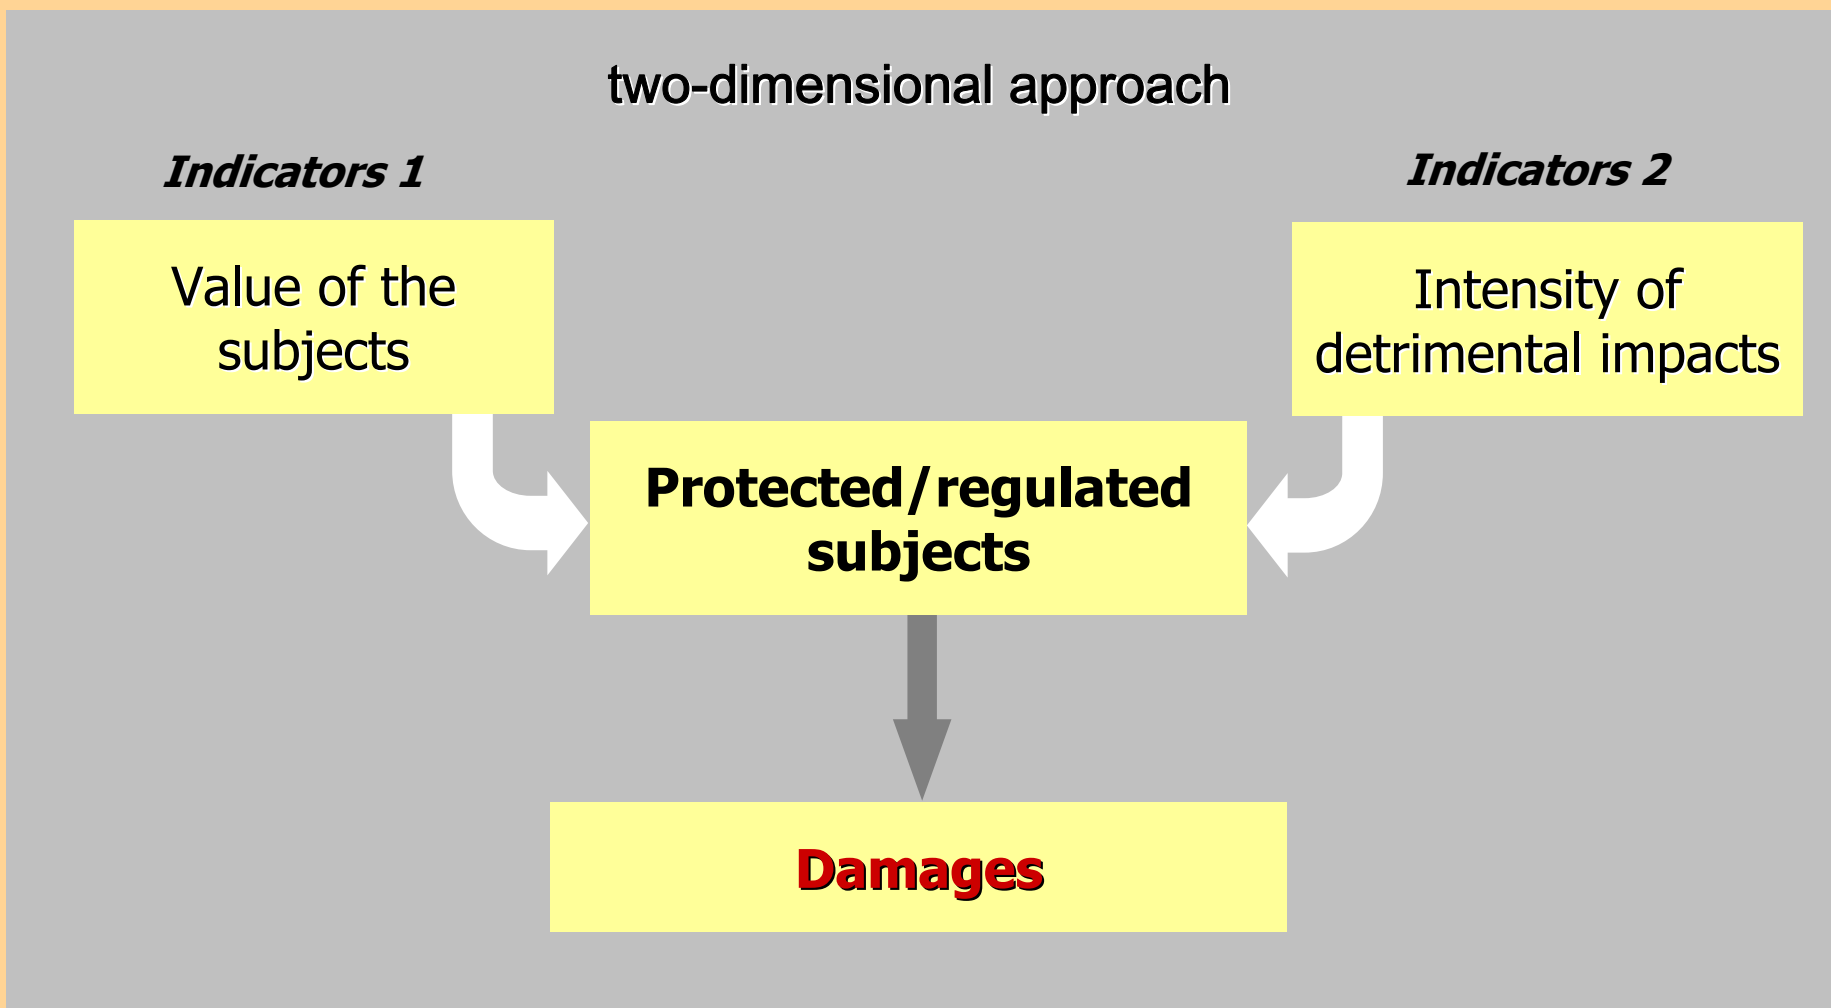 two-dimensional approach
Indicators 1
Indicators 2
Value of the
subjects
Intensity of
detrimental impacts
Protected/regulated
subjects
Damages